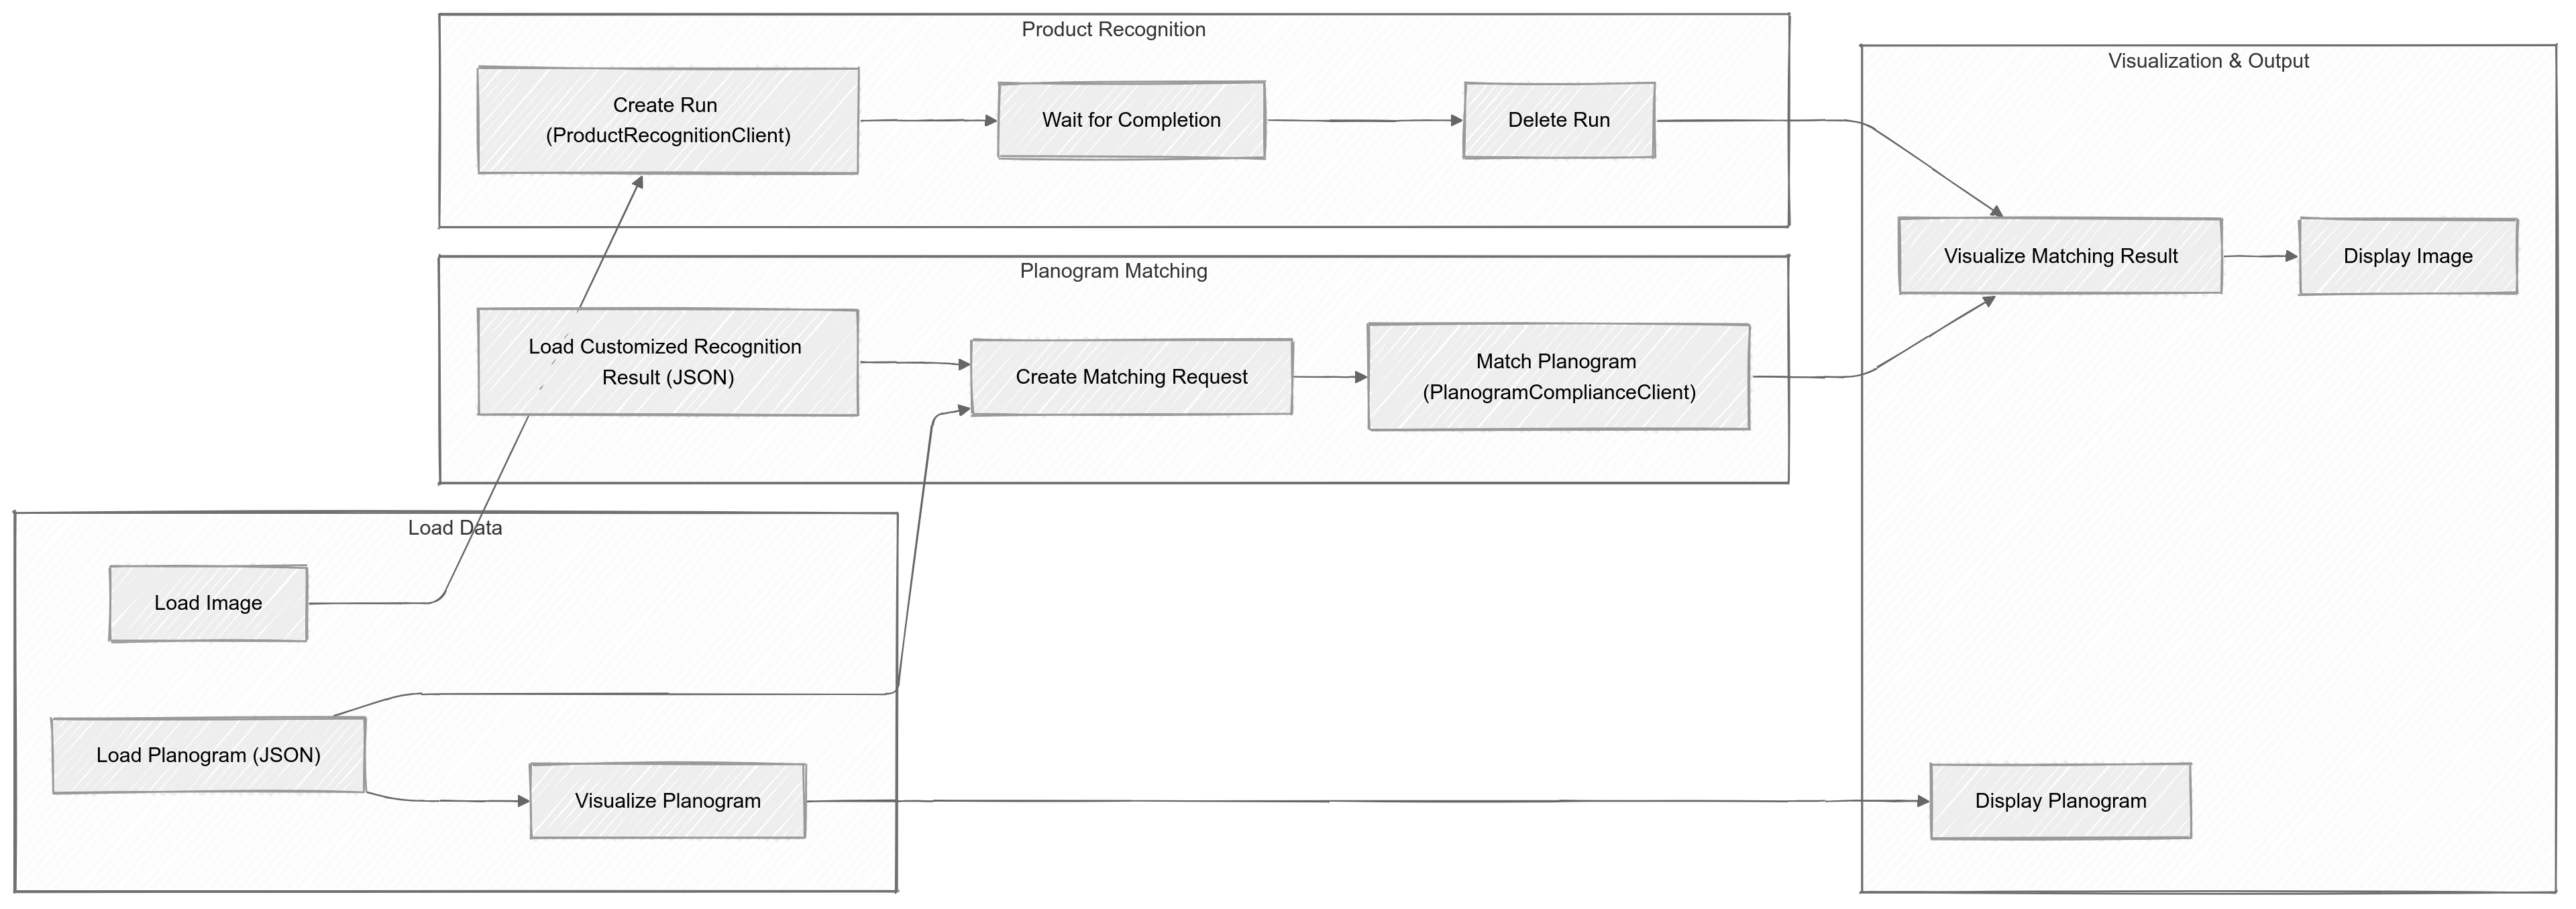 Product Recognition
Create Run
(ProductRecognitionClient)
Wait for Completion
Delete Run
Visualization & Output
Visualize Matching Result
Display Image
Planogram Matching
Load Customized Recognition
Result (JSON)
Create Matching Request
Match Planogram
(PlanogramComplianceClient)
Load Data
Load Image
Load Planogram (JSON)
Visualize Planogram
Display Planogram